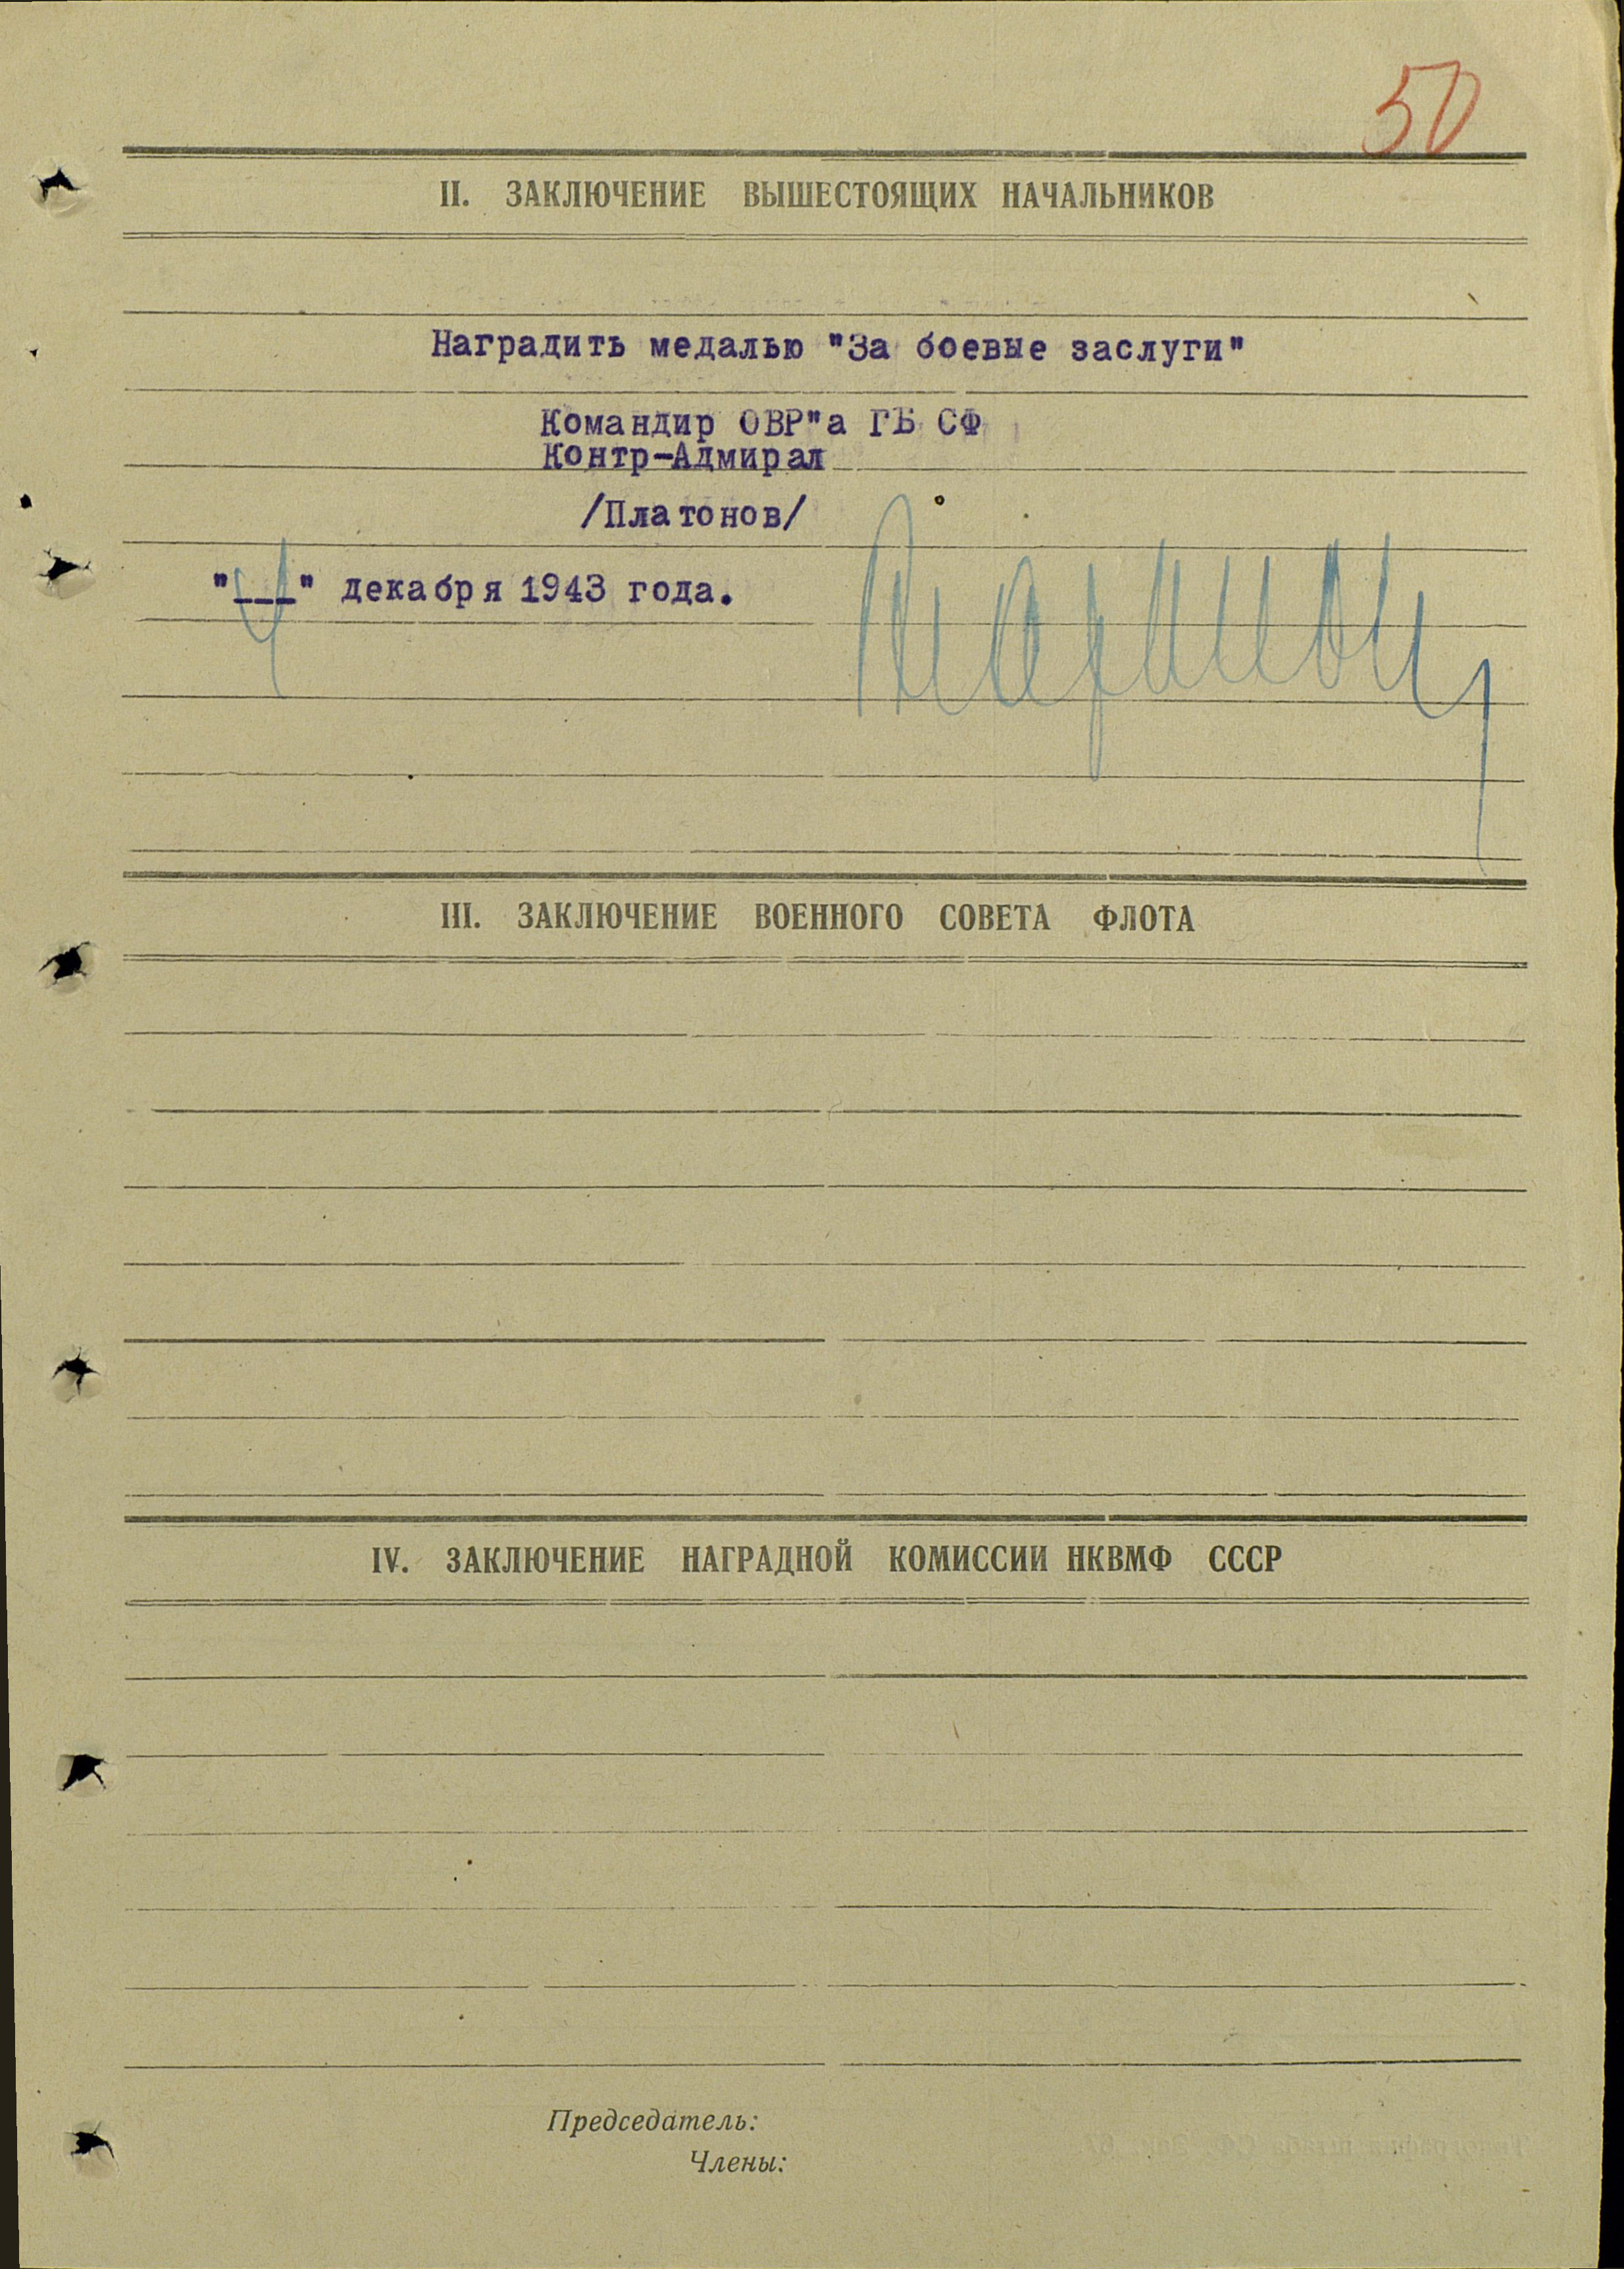 50
II. ЗАКЛЮЧЕНИЕ ВЫШЕСТОЯЩИХ НАЧАЛЬНИКОВ
Наградить медалью "За боевые заслуги"
Командир ОВР"а ГБ СФ
Контр-Адмирал
/Платонов/
"4" декабря 1943 года.
III. ЗАКЛЮЧЕНИЕ ВОЕННОГО СОВЕТА ФЛОТА
IV. ЗАКЛЮЧЕНИЕ НАГРАДНОЙ КОМИССИИ НКВМФ СССР
Председатель:
Члены: